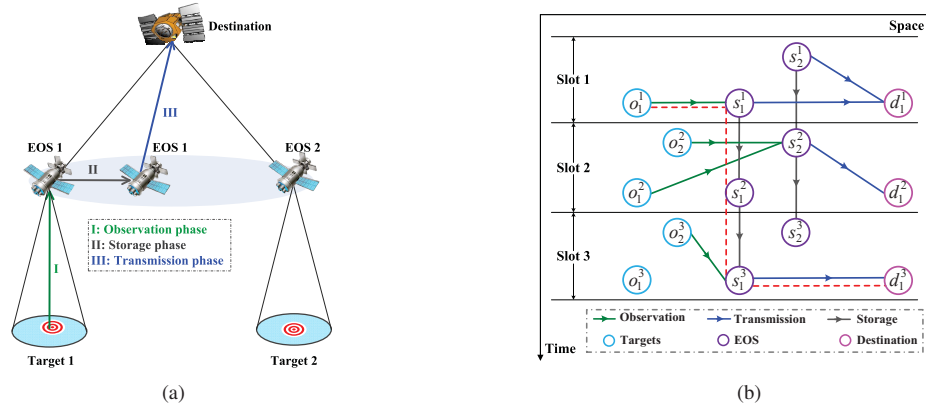 Destination
III
EOS 1
EOS 1
EOS 2
II
I: Observation phase
II: Storage phase
III: Transmission phase
I
Target 1
Target 2
(a)
Space
Slot 1
s_2^1
o_1^1
s_1^1
d_1^1
Slot 2
o_2^2
s_2^2
o_1^2
s_1^2
d_1^2
Slot 3
o_2^3
s_2^3
o_1^3
s_1^3
d_1^3
Observation
Transmission
Storage
Targets
EOS
Destination
Time
(b)